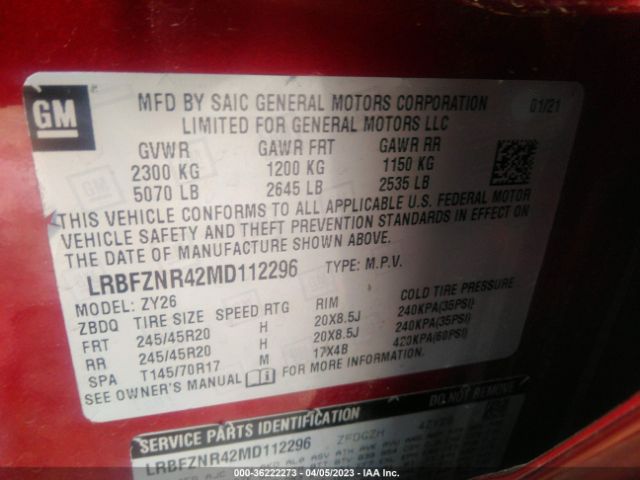 GM
MFD BY SAIC GENERAL MOTORS CORPORATION 01/21
LIMITED FOR GENERAL MOTORS LLC
GVWR GAWR FRT GAWR RR
2300 KG 1200 KG 1150 KG
5070 LB 2645 LB 2535 LB
THIS VEHICLE CONFORMS TO ALL APPLICABLE U.S. FEDERAL MOTOR
VEHICLE SAFETY AND THEFT PREVENTION STANDARDS IN EFFECT ON
THE DATE OF MANUFACTURE SHOWN ABOVE.
LRBFZNR42MD112296 TYPE: M.P.V.
MODEL: ZY26
ZBDQ TIRE SIZE SPEED RTG RIM COLD TIRE PRESSURE
FRT 245/45R20 H 20X8.5J 240KPA(35PSI)
RR 245/45R20 H 20X8.5J 240KPA(35PSI)
SPA T145/70R17 M 17X4B 420KPA(60PSI)
SEE OWNER'S MANUAL FOR MORE INFORMATION.
SERVICE PARTS IDENTIFICATION DO NOT REMOVE
LRBFZNR42MD112296 ZFDGZH 4ZY26
© IAAI - 36222273 - 04/05/2023 - IAAI.com